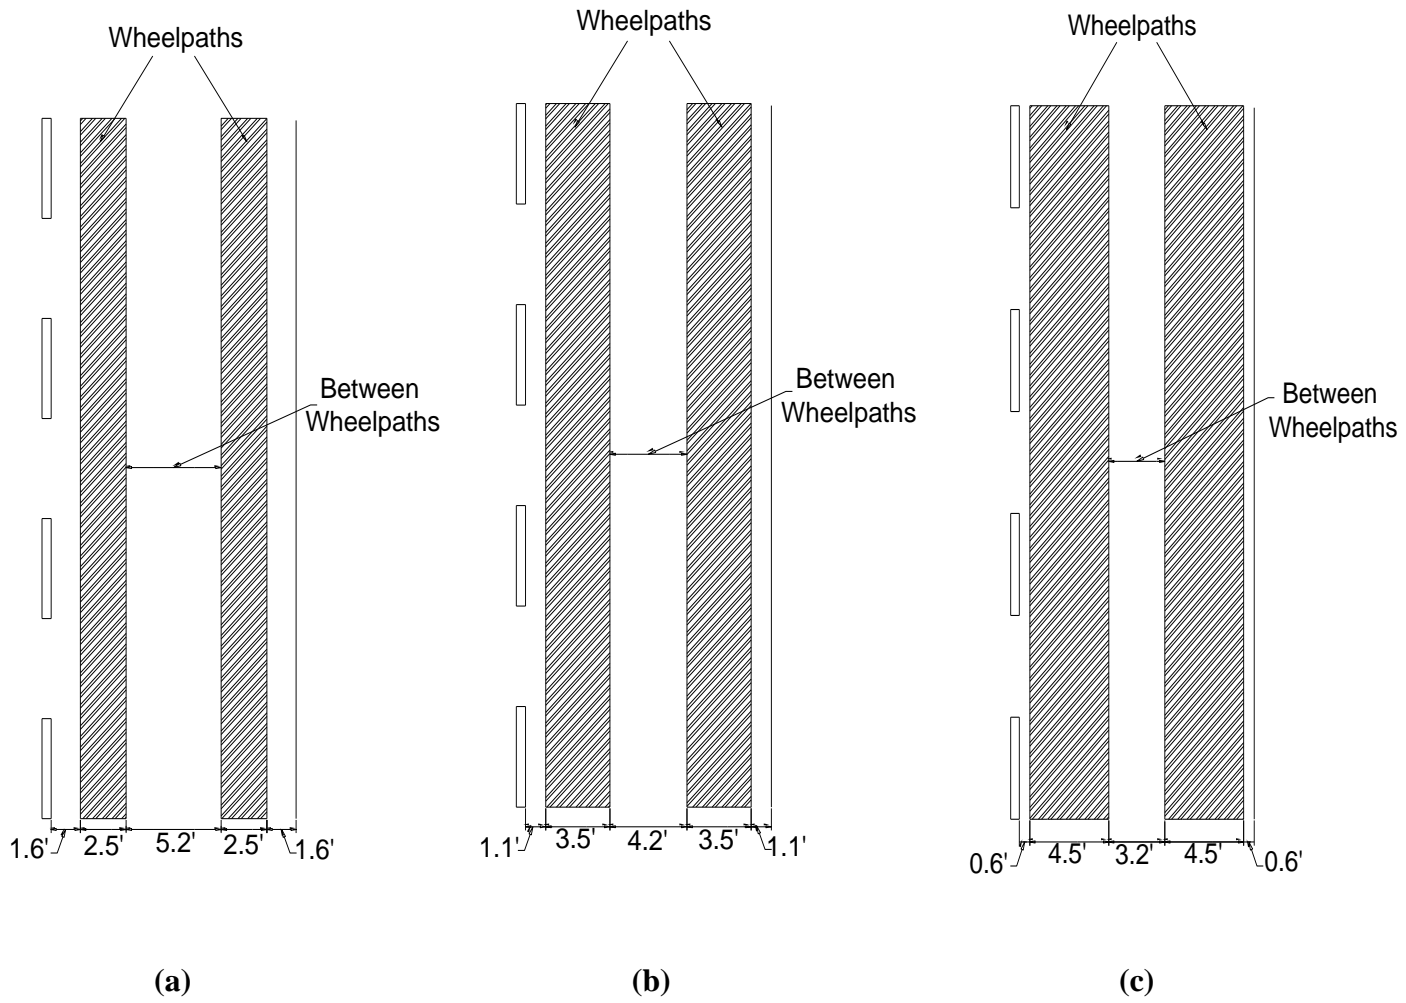 Wheelpaths
Between
Wheelpaths
1.6'
2.5'
5.2'
2.5'
1.6'
(a)
Wheelpaths
Between
Wheelpaths
1.1'
3.5'
4.2'
3.5'
1.1'
(b)
Wheelpaths
Between
Wheelpaths
0.6'
4.5'
3.2'
4.5'
0.6'
(c)